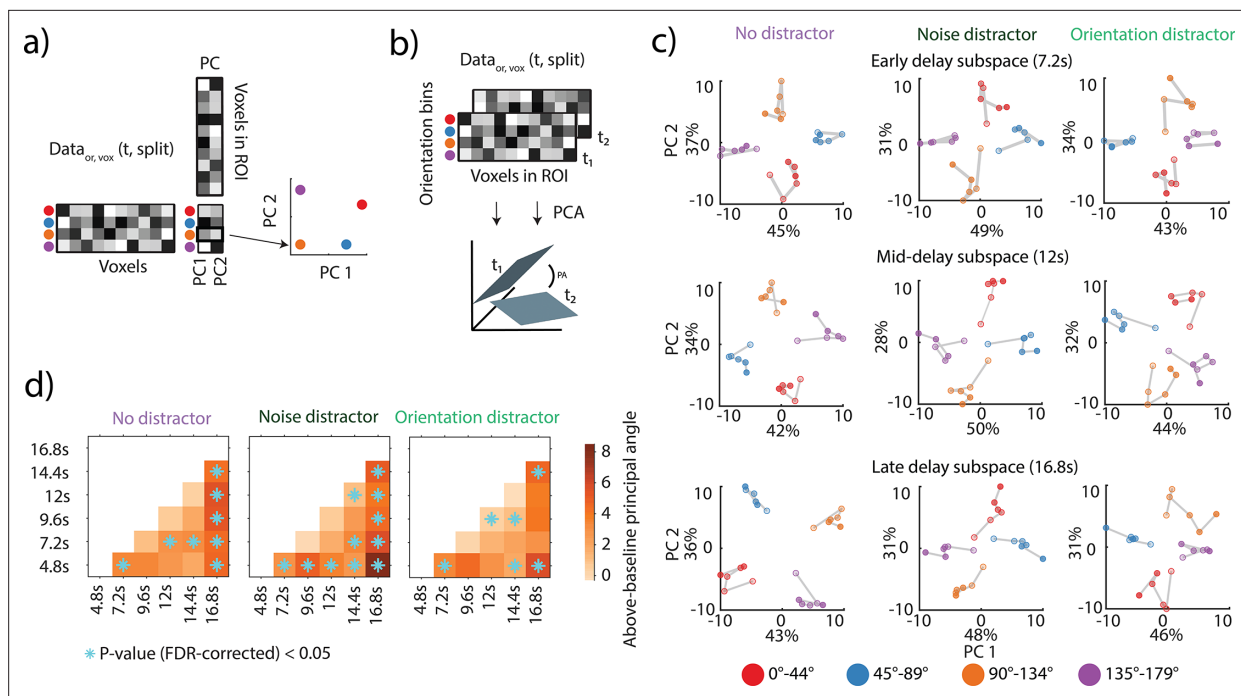 a)
PC
Voxels in ROI
Data or, vox (t, split)
Voxels
PC1
PC2
PC 2
PC 1
b)
Data or, vox (t, split)
Orientation bins
t2
t1
Voxels in ROI
PCA
t1
PA
t2
c)
No distractor
Noise distractor
Orientation distractor
Early delay subspace (7.2s)
10
PC 2
37%
0
-10
-10 0 10
45%
10
31%
0
-10
-10 0 10
49%
10
34%
0
-10
-10 0 10
43%
Mid-delay subspace (12s)
10
PC 2
34%
0
-10
-10 0 10
42%
10
28%
0
-10
-10 0 10
50%
10
32%
0
-10
-10 0 10
44%
Late delay subspace (16.8s)
10
PC 2
36%
0
-10
-10 0 10
43%
10
31%
0
-10
-10 0 10
48%
PC 1
10
31%
0
-10
-10 0 10
46%
0°-44°
45°-89°
90°-134°
135°-179°
d)
No distractor
Noise distractor
Orientation distractor
16.8s
14.4s
12s
9.6s
7.2s
4.8s
4.8s 7.2s 9.6s 12s 14.4s 16.8s
4.8s 7.2s 9.6s 12s 14.4s 16.8s
4.8s 7.2s 9.6s 12s 14.4s 16.8s
8
6
4
2
0
Above-baseline principal angle
P-value (FDR-corrected) < 0.05